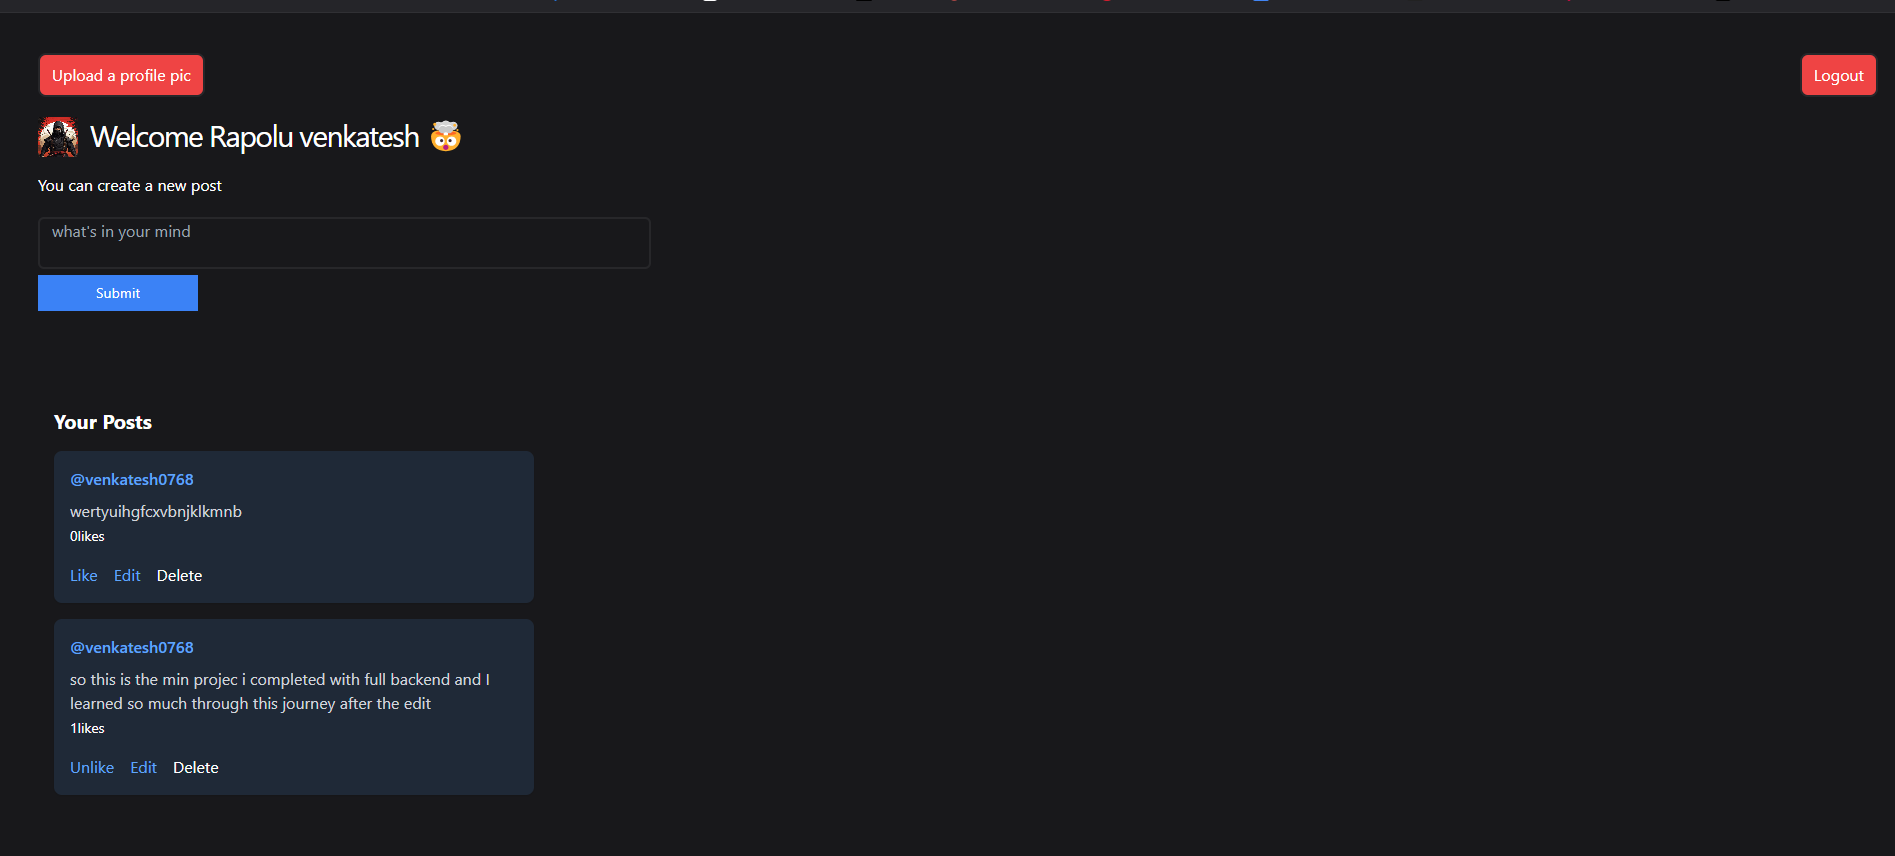 Upload a profile pic
Logout
Welcome Rapolu venkatesh 🤯
You can create a new post
what's in your mind
Submit
Your Posts
@venkatesh0768
wertyuihgfcxvbnjklkmnb
0likes
Like Edit Delete
@venkatesh0768
so this is the min projec i completed with full backend and I
learned so much through this journey after the edit
1likes
Unlike Edit Delete